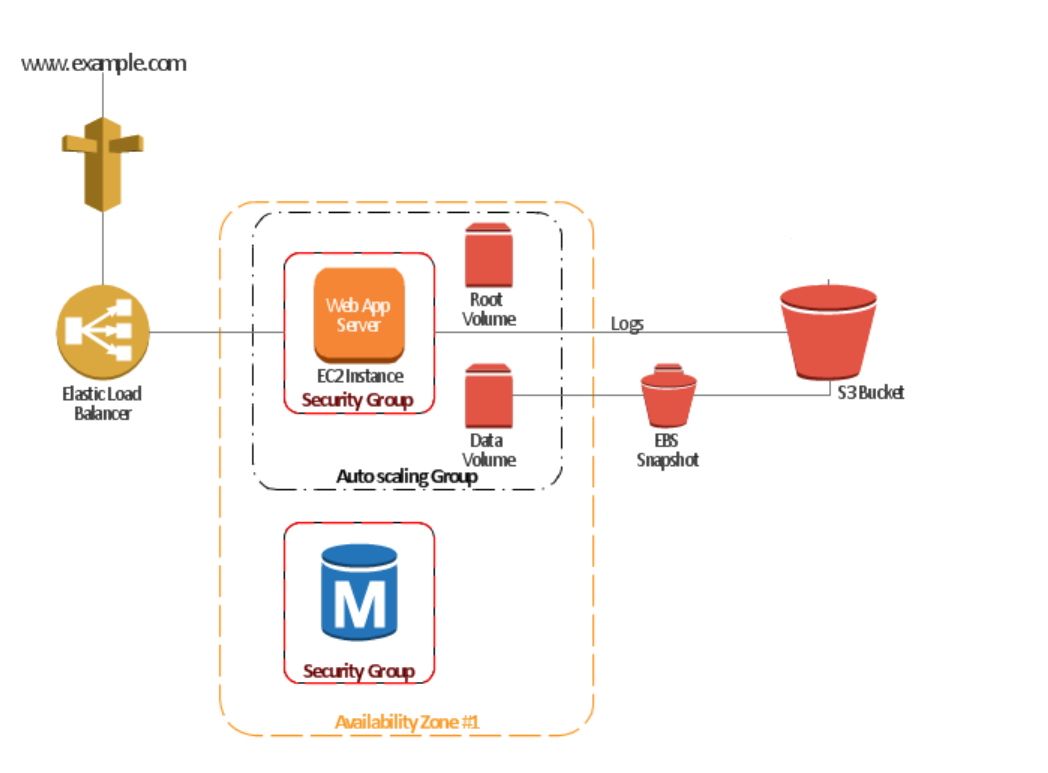 www.example.com
Root
Volume
Web App
Server
Logs
EC2 Instance
Security Group
Elastic Load
Balancer
S3 Bucket
Data
Volume
EBS
Snapshot
Auto scaling Group
M
Security Group
Availability Zone #1